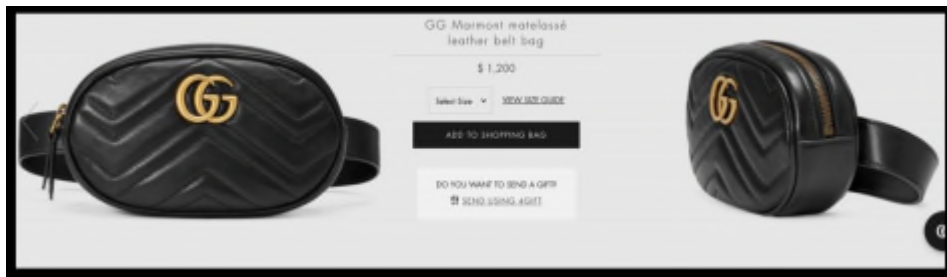 GG Marmont matelassé
leather belt bag
$ 1,200
Select Size
VIEW SIZE GUIDE
ADD TO SHOPPING BAG
DO YOU WANT TO SEND A GIFT?
SEND USING 4GIFT